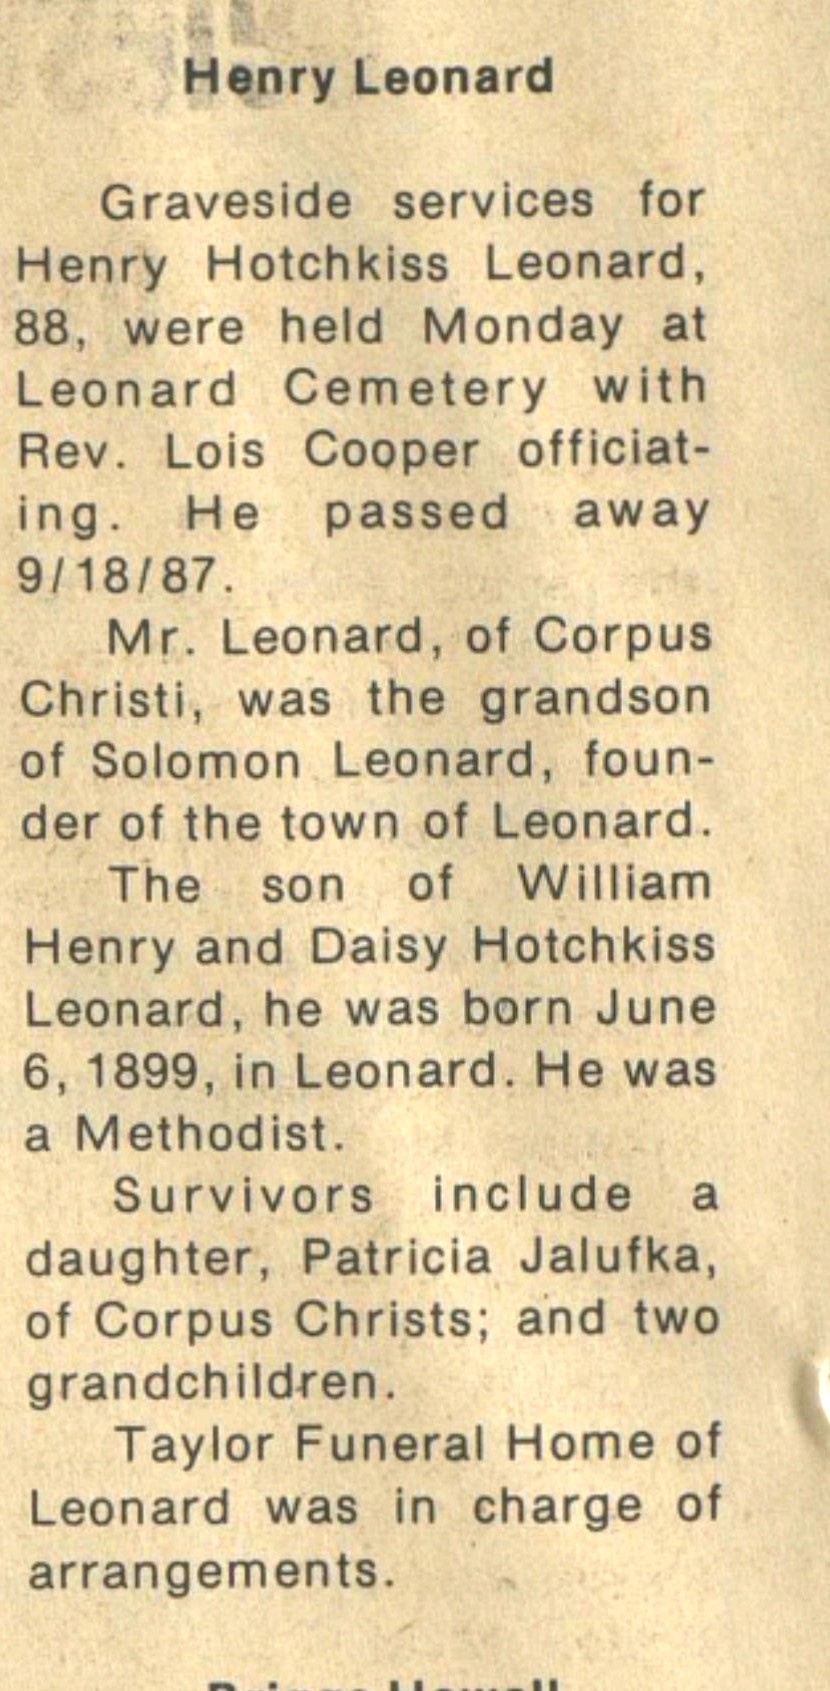 Henry Leonard
Graveside services for
Henry Hotchkiss Leonard,
88, were held Monday at
Leonard Cemetery with
Rev. Lois Cooper officiat-
ing. He passed away
9/18/87.
Mr. Leonard, of Corpus
Christi, was the grandson
of Solomon Leonard, foun-
der of the town of Leonard.
The son of William
Henry and Daisy Hotchkiss
Leonard, he was born June
6, 1899, in Leonard. He was
a Methodist.
Survivors include a
daughter, Patricia Jalufka,
of Corpus Christs; and two
grandchildren.
Taylor Funeral Home of
Leonard was in charge of
arrangements.